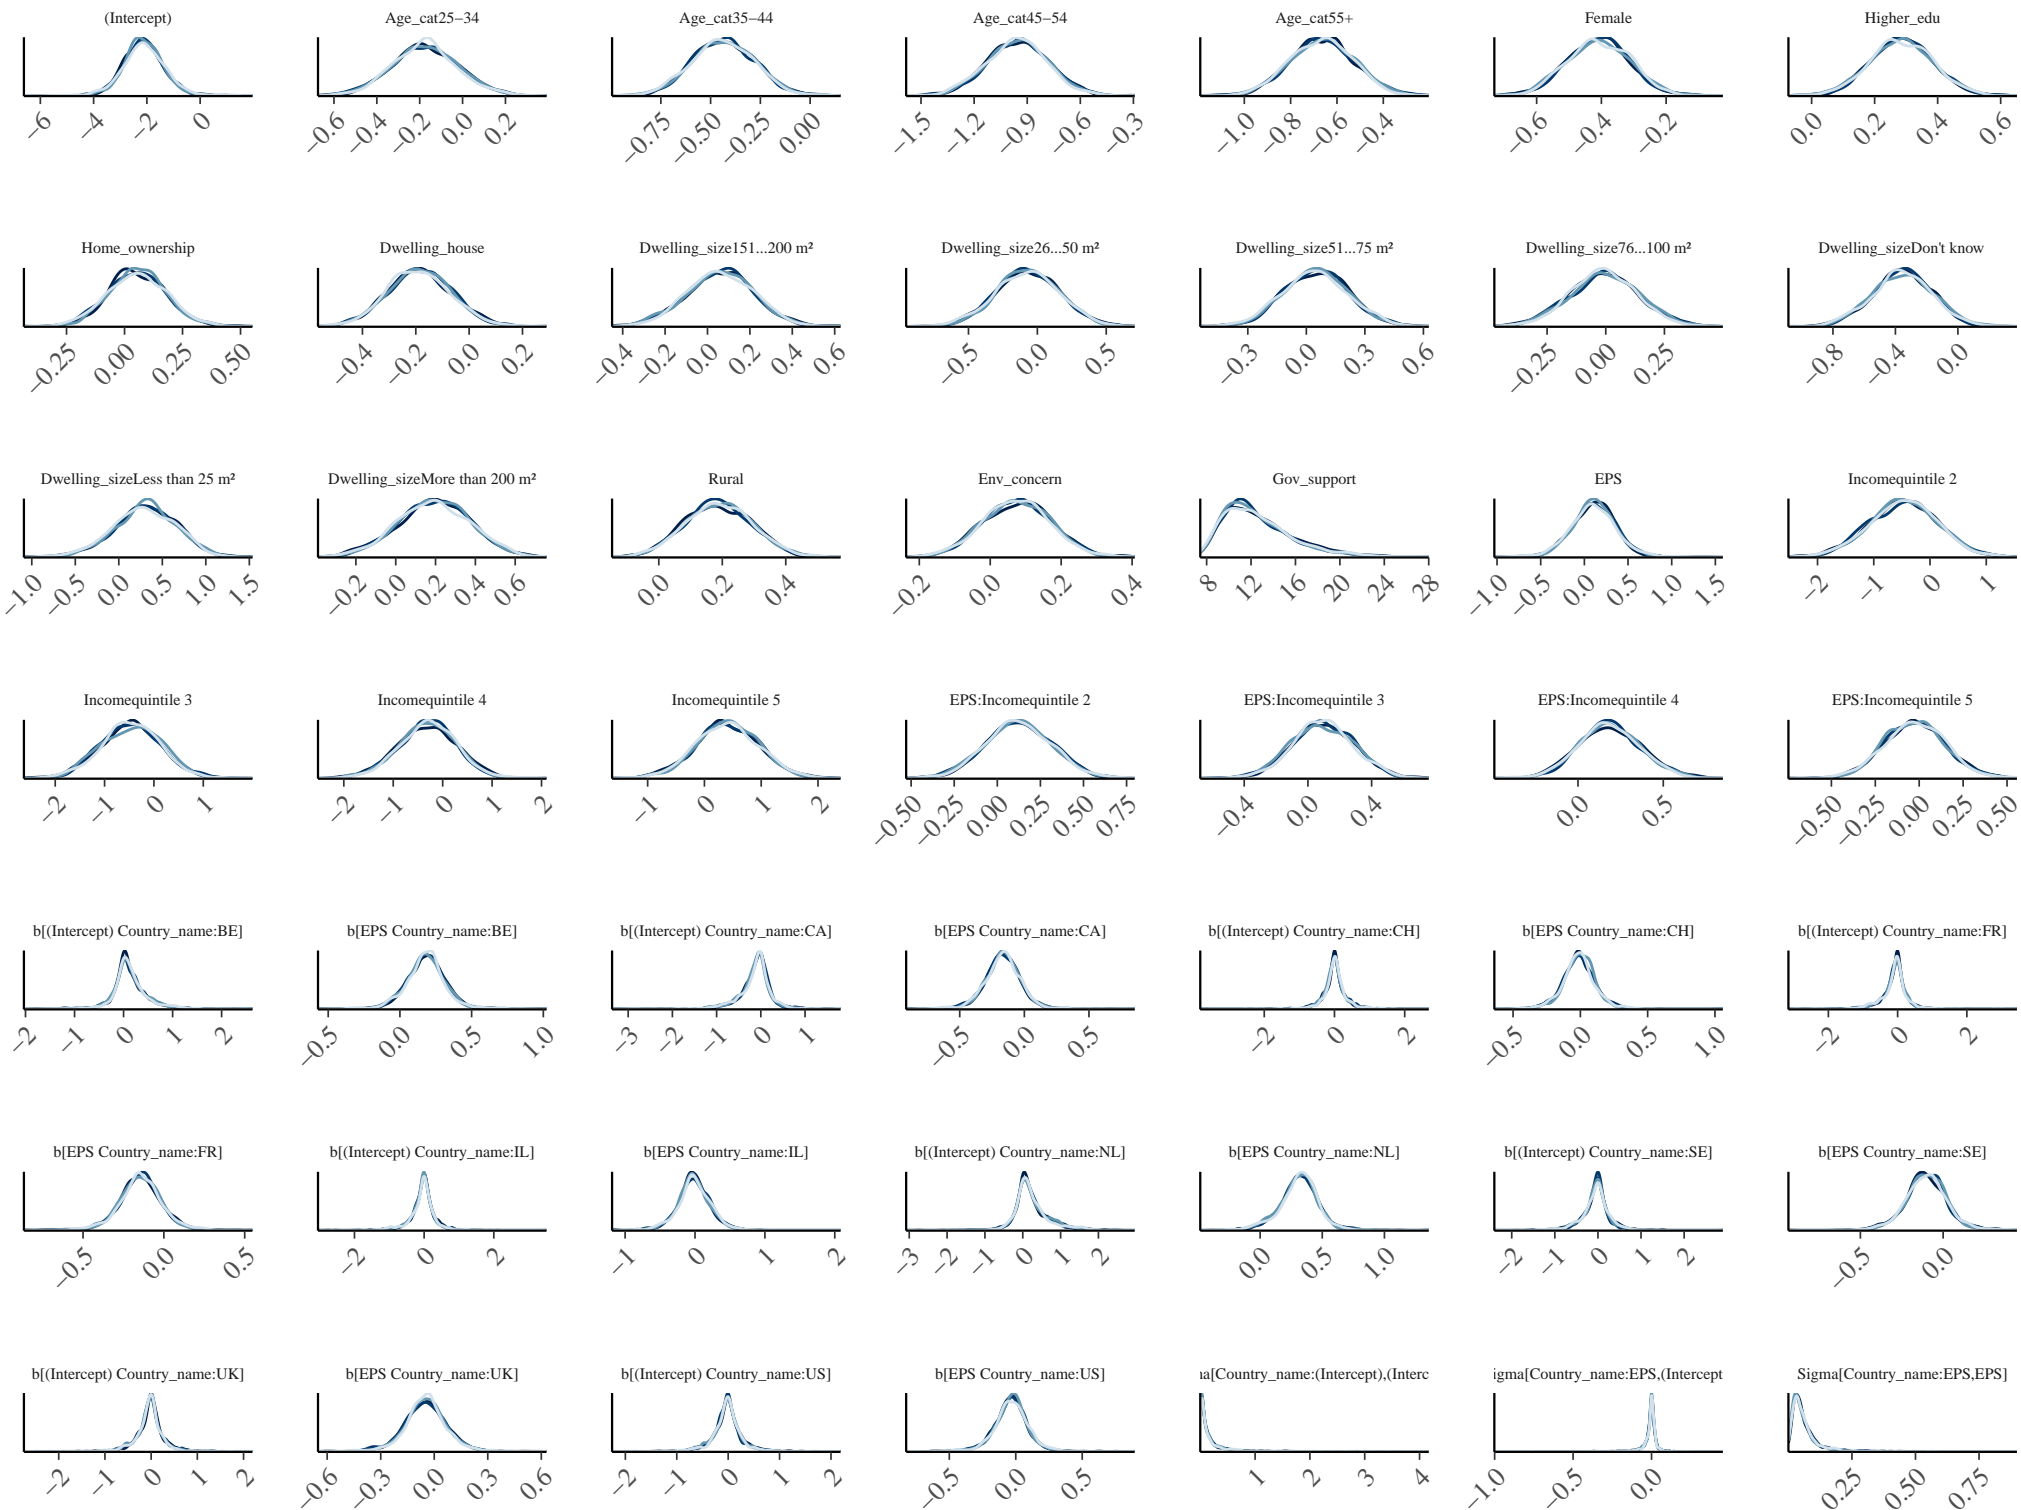 (Intercept) Age_cat25−34 Age_cat35−44 Age_cat45−54 Age_cat55+ Female Higher_edu
−6 −4 −2 0 −0.6 −0.4 −0.2 0.0 0.2 −0.75 −0.50 −0.25 0.00 −1.5 −1.2 −0.9 −0.6 −0.3 −1.0 −0.8 −0.6 −0.4 −0.6 −0.4 −0.2 0.0 0.2 0.4 0.6
Home_ownership Dwelling_house Dwelling_size151...200 m² Dwelling_size26...50 m² Dwelling_size51...75 m² Dwelling_size76...100 m² Dwelling_sizeDon't know
−0.25 0.00 0.25 0.50 −0.4 −0.2 0.0 0.2 −0.4 −0.2 0.0 0.2 0.4 0.6 −0.5 0.0 0.5 −0.3 0.0 0.3 0.6 −0.25 0.00 0.25 −0.8 −0.4 0.0
Dwelling_sizeLess than 25 m² Dwelling_sizeMore than 200 m² Rural Env_concern Gov_support EPS Incomequintile 2
−1.0 −0.5 0.0 0.5 1.0 1.5 −0.2 0.0 0.2 0.4 0.6 0.0 0.2 0.4 −0.2 0.0 0.2 0.4 8 12 16 20 24 28 −1.0 −0.5 0.0 0.5 1.0 1.5 −2 −1 0 1
Incomequintile 3 Incomequintile 4 Incomequintile 5 EPS:Incomequintile 2 EPS:Incomequintile 3 EPS:Incomequintile 4 EPS:Incomequintile 5
−2 −1 0 1 −2 −1 0 1 2 −1 0 1 2 −0.50 −0.25 0.00 0.25 0.50 0.75 −0.4 0.0 0.4 0.0 0.5 −0.50 −0.25 0.00 0.25 0.50
b[(Intercept) Country_name:BE] b[EPS Country_name:BE] b[(Intercept) Country_name:CA] b[EPS Country_name:CA] b[(Intercept) Country_name:CH] b[EPS Country_name:CH] b[(Intercept) Country_name:FR]
−2 −1 0 1 2 −0.5 0.0 0.5 1.0 −3 −2 −1 0 1 −0.5 0.0 0.5 −2 0 2 −0.5 0.0 0.5 1.0 −2 0 2
b[EPS Country_name:FR] b[(Intercept) Country_name:IL] b[EPS Country_name:IL] b[(Intercept) Country_name:NL] b[EPS Country_name:NL] b[(Intercept) Country_name:SE] b[EPS Country_name:SE]
−0.5 0.0 0.5 −2 0 2 −1 0 1 2 −3 −2 −1 0 1 2 0.0 0.5 1.0 −2 −1 0 1 2 −0.5 0.0
b[(Intercept) Country_name:UK] b[EPS Country_name:UK] b[(Intercept) Country_name:US] b[EPS Country_name:US] a[Country_name:(Intercept),(Interc igma[Country_name:EPS,(Intercept Sigma[Country_name:EPS,EPS]
−2 −1 0 1 2 −0.6 −0.3 0.0 0.3 0.6 −2 −1 0 1 2 −0.5 0.0 0.5 1 2 3 4 −1.0 −0.5 0.0 0.25 0.50 0.75